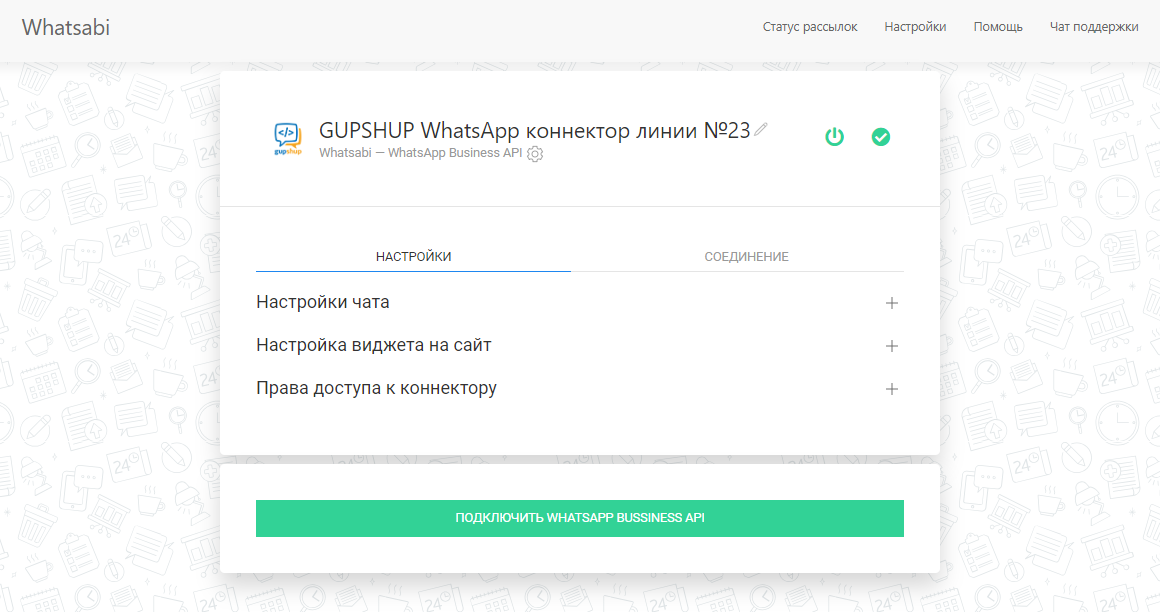 Whatsabi
Статус рассылок Настройки Помощь Чат поддержки
GUPSHUP WhatsApp коннектор линии №23
gupshup
Whatsabi — WhatsApp Business API
НАСТРОЙКИ СОЕДИНЕНИЕ
Настройки чата
Настройка виджета на сайт
Права доступа к коннектору
ПОДКЛЮЧИТЬ WHATSAPP BUSSINESS API